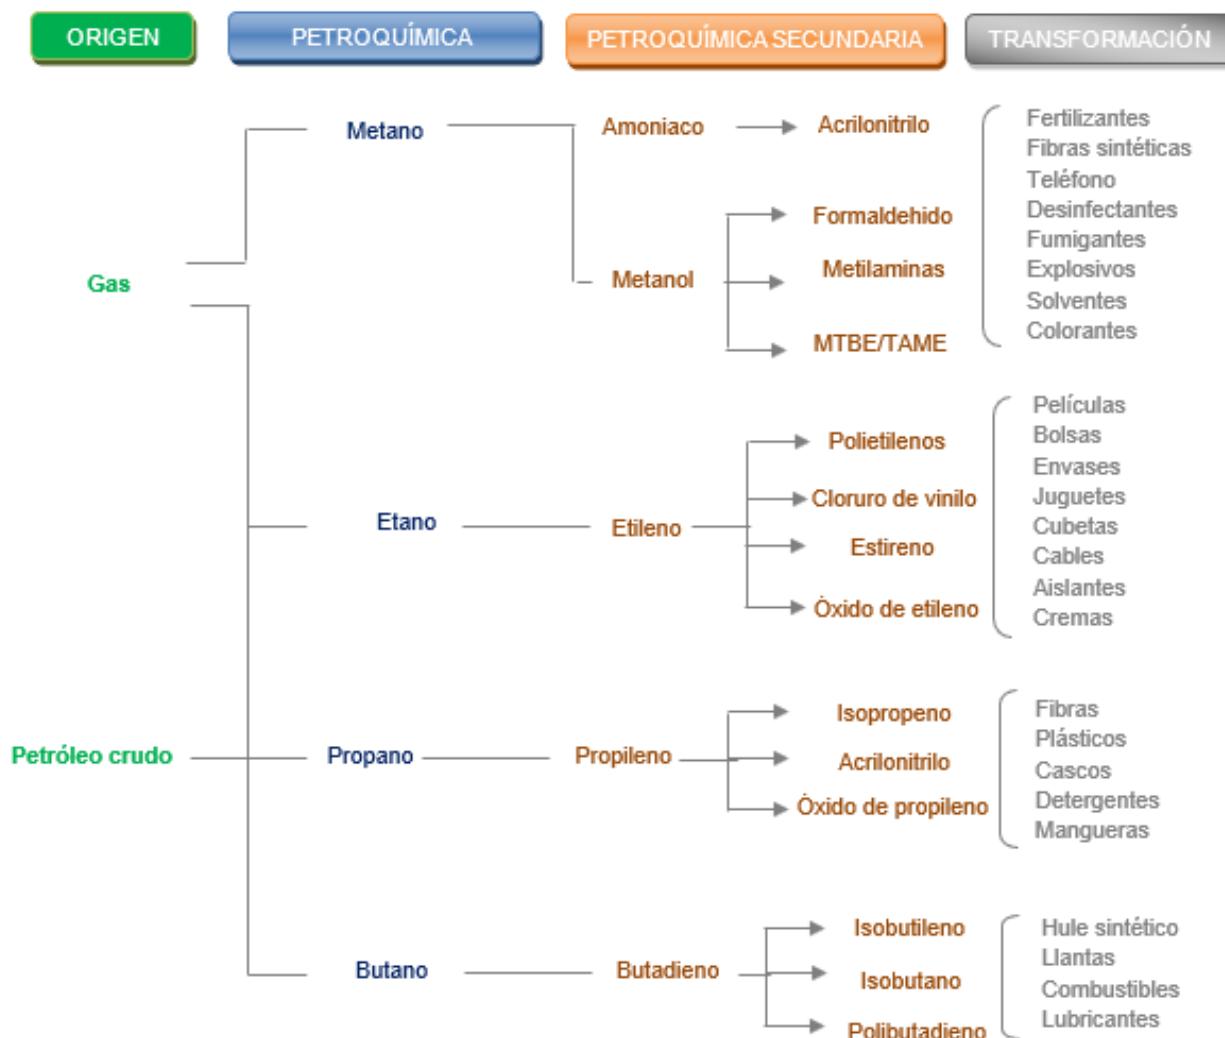 ORIGEN
PETROQUÍMICA
PETROQUÍMICA SECUNDARIA
TRANSFORMACIÓN
Gas
Petróleo crudo
Metano
Amoniaco
Acrilonitrilo
Metanol
Formaldehido
Metilaminas
MTBE/TAME
Fertilizantes
Fibras sintéticas
Teléfono
Desinfectantes
Fumigantes
Explosivos
Solventes
Colorantes
Etano
Etileno
Polietilenos
Cloruro de vinilo
Estireno
Óxido de etileno
Películas
Bolsas
Envases
Juguetes
Cubetas
Cables
Aislantes
Cremas
Propano
Propileno
Isopropeno
Acrilonitrilo
Óxido de propileno
Fibras
Plásticos
Cascos
Detergentes
Mangueras
Butano
Butadieno
Isobutileno
Isobutano
Polibutadieno
Hule sintético
Llantas
Combustibles
Lubricantes